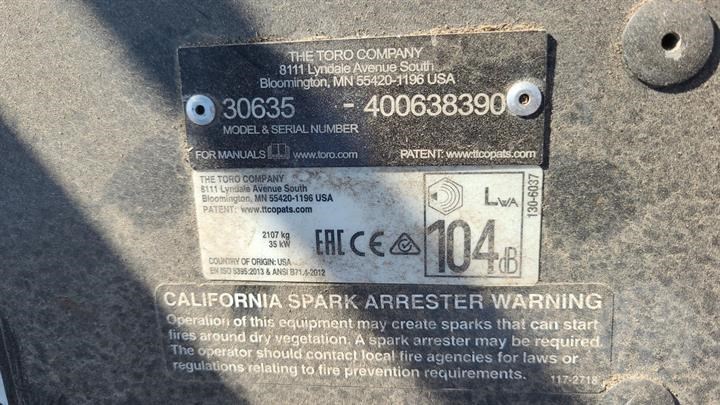 THE TORO COMPANY
8111 Lyndale Avenue South
Bloomington, MN 55420-1196 USA
30635 - 400638390
MODEL & SERIAL NUMBER
FOR MANUALS www.toro.com PATENT: www.ttcopats.com
THE TORO COMPANY
8111 Lyndale Avenue South
Bloomington, MN 55420-1196 USA
PATENT: www.ttcopats.com
2107 kg
35 kW
EAC CE
COUNTRY OF ORIGIN: USA
EN ISO 5395:2013 & ANSI B71.4-2012
LWA
104dB
130-6037
CALIFORNIA SPARK ARRESTER WARNING
Operation of this equipment may create sparks that can start
fires around dry vegetation. A spark arrester may be required.
The operator should contact local fire agencies for laws or
regulations relating to fire prevention requirements.
117-2718